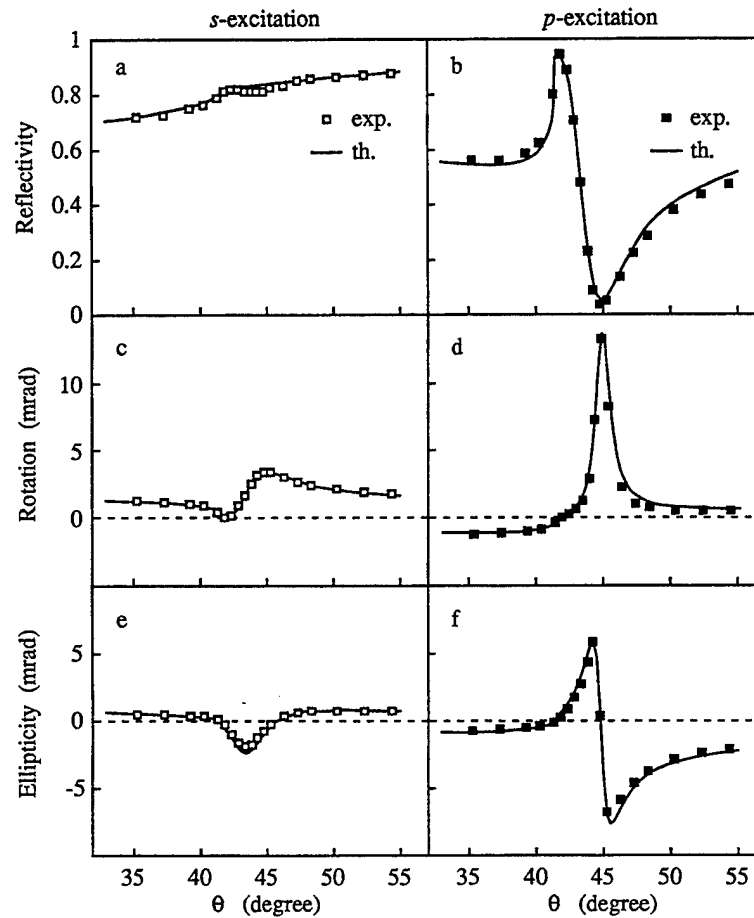 s-excitation p-excitation
1
0.8
0.6
0.4
0.2
0
Reflectivity
a
exp.
th.
b
exp.
th.
10
5
0
Rotation (mrad)
c
d
5
0
-5
Ellipticity (mrad)
e
f
35 40 45 50 55 35 40 45 50 55
θ (degree) θ (degree)